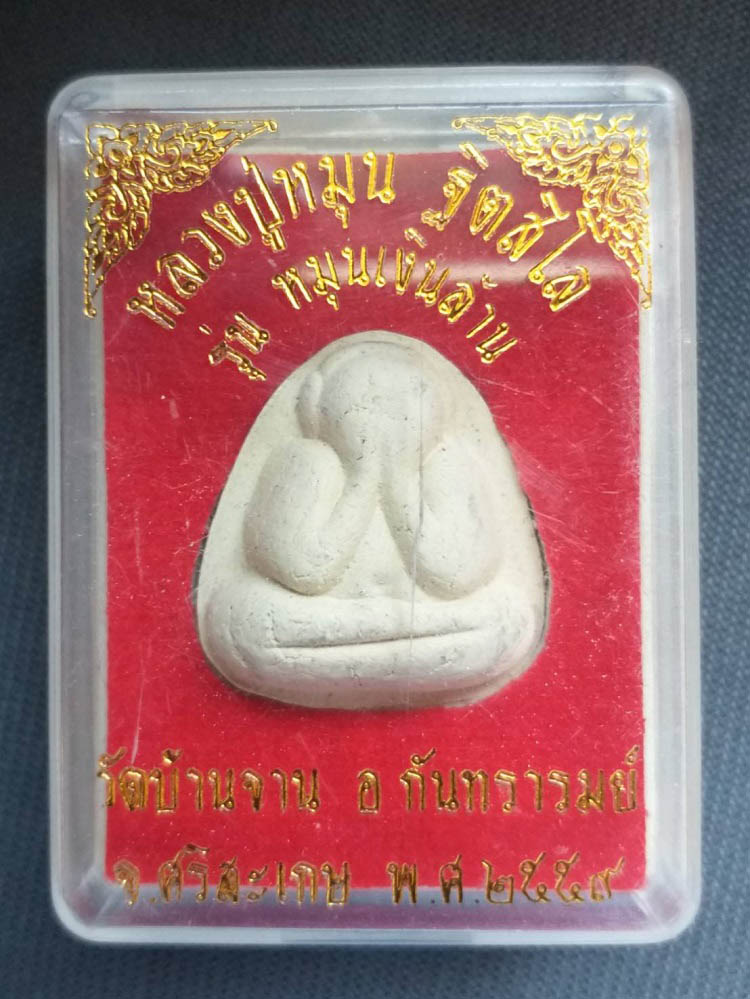 หลวงปู่หมุน ฐิตสีโล
รุ่น หมุนเงินล้าน
วัดบ้านจาน อ กันทรารมย์
จ.ศรีสะเกษ พ.ศ.๒๕๕๙